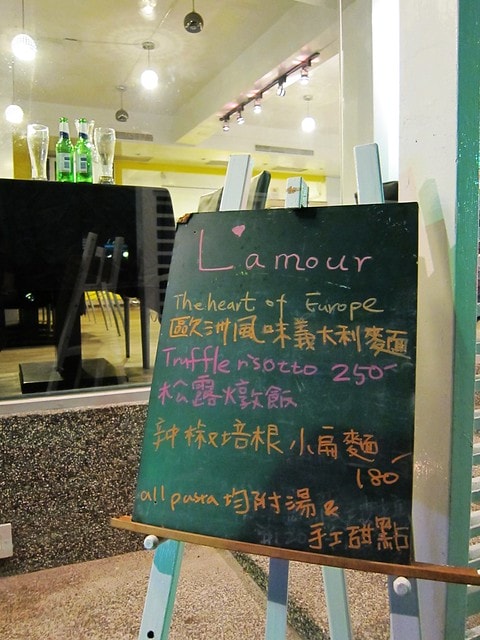 L'amour
The heart of Europe
歐洲風味義大利麵
Truffle risotto 250-
松露燉飯
辣椒培根小扁麵
180-
all pasta 均附湯&
手工甜點